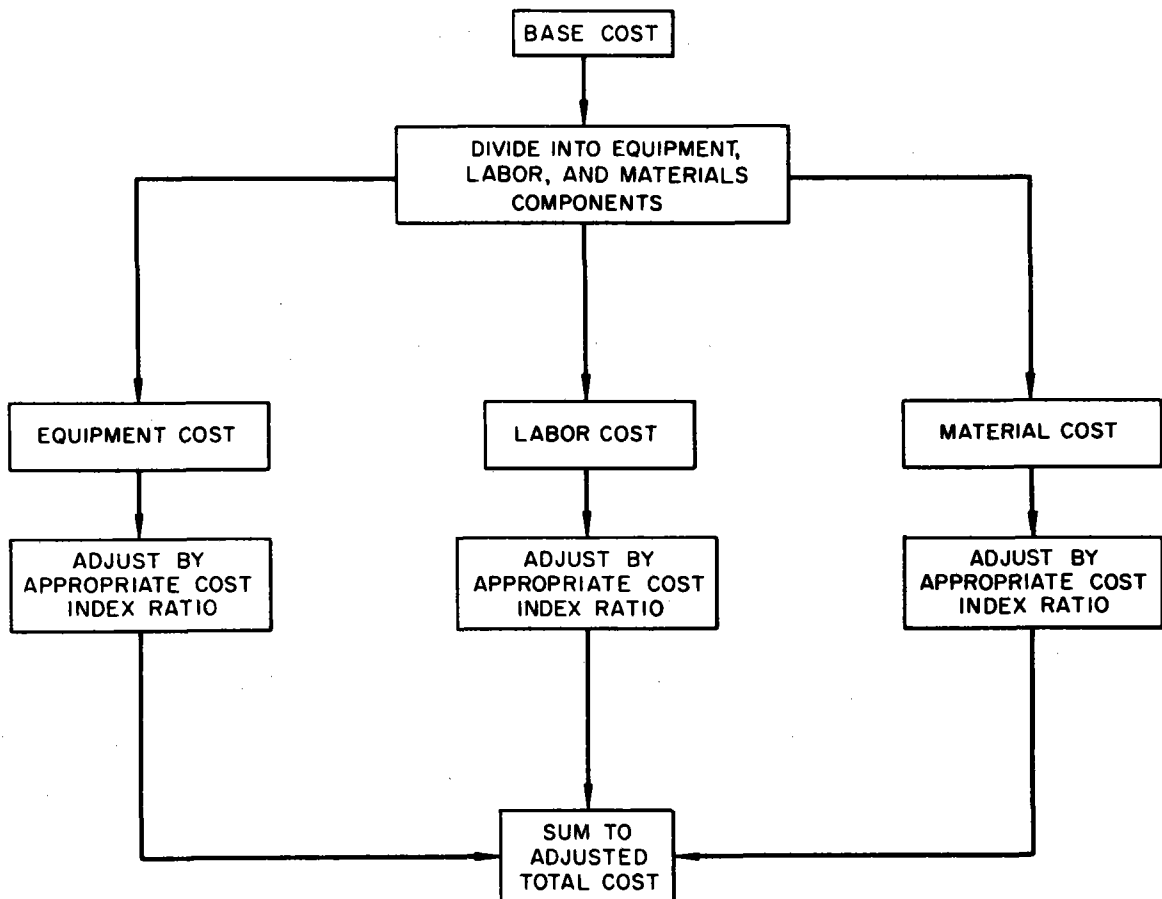 BASE COST
DIVIDE INTO EQUIPMENT,
LABOR, AND MATERIALS
COMPONENTS
EQUIPMENT COST
LABOR COST
MATERIAL COST
ADJUST BY
APPROPRIATE COST
INDEX RATIO
ADJUST BY
APPROPRIATE COST
INDEX RATIO
ADJUST BY
APPROPRIATE COST
INDEX RATIO
SUM TO
ADJUSTED
TOTAL COST